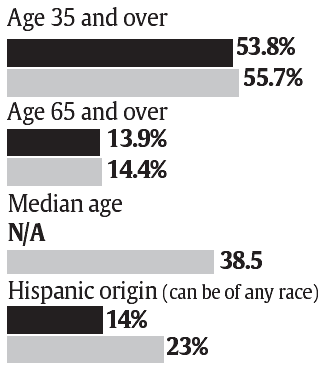 Age 35 and over
53.8%
55.7%
Age 65 and over
13.9%
14.4%
Median age
N/A
38.5
Hispanic origin (can be of any race)
14%
23%